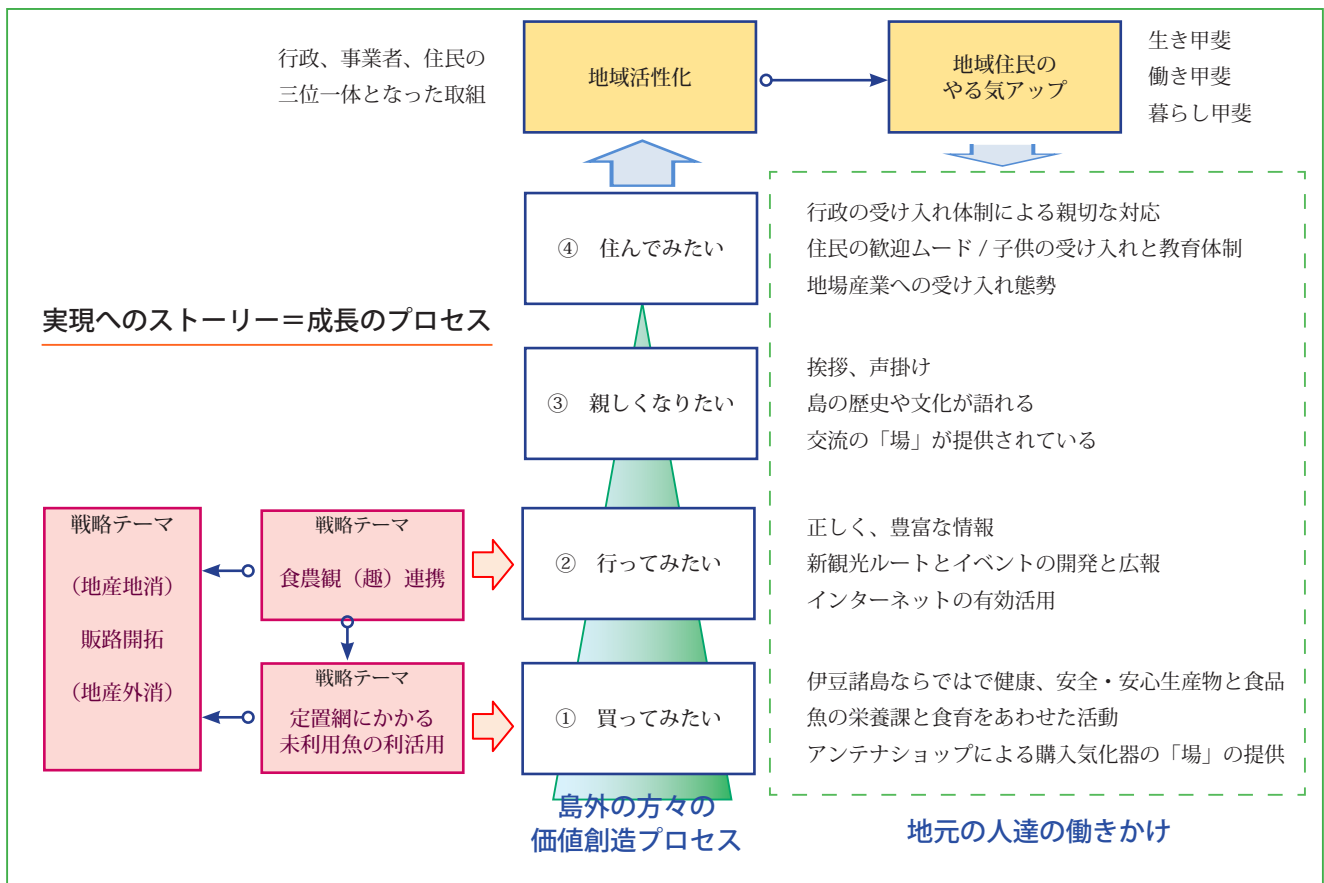 行政、事業者、住民の
三位一体となった取組
地域活性化
地域住民の
やる気アップ
生き甲斐
働き甲斐
暮らし甲斐
④ 住んでみたい
行政の受け入れ体制による親切な対応
住民の歓迎ムード / 子供の受け入れと教育体制
地場産業への受け入れ態勢
実現へのストーリー＝成長のプロセス
③ 親しくなりたい
挨拶、声掛け
島の歴史や文化が語れる
交流の「場」が提供されている
戦略テーマ
（地産地消）
販路開拓
（地産外消）
戦略テーマ
食農観（趣）連携
② 行ってみたい
正しく、豊富な情報
新観光ルートとイベントの開発と広報
インターネットの有効活用
戦略テーマ
定置網にかかる
未利用魚の利活用
① 買ってみたい
伊豆諸島ならではで健康、安全・安心生産物と食品
魚の栄養課と食育をあわせた活動
アンテナショップによる購入気化器の「場」の提供
島外の方々の
価値創造プロセス
地元の人達の働きかけ